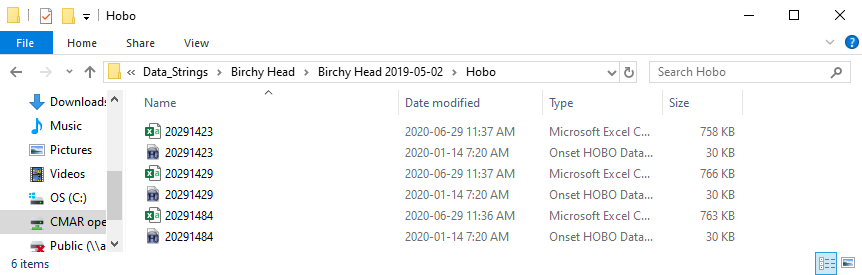 Hobo
File Home Share View
« Data_Strings > Birchy Head > Birchy Head 2019-05-02 > Hobo Search Hobo
Downloads
Music
Pictures
Videos
OS (C:)
CMAR ope
Public (\\a
Name Date modified Type Size
20291423 2020-06-29 11:37 AM Microsoft Excel C... 758 KB
20291423 2020-01-14 7:20 AM Onset HOBO Data... 30 KB
20291429 2020-06-29 11:37 AM Microsoft Excel C... 766 KB
20291429 2020-01-14 7:20 AM Onset HOBO Data... 30 KB
20291484 2020-06-29 11:36 AM Microsoft Excel C... 763 KB
20291484 2020-01-14 7:20 AM Onset HOBO Data... 30 KB
6 items